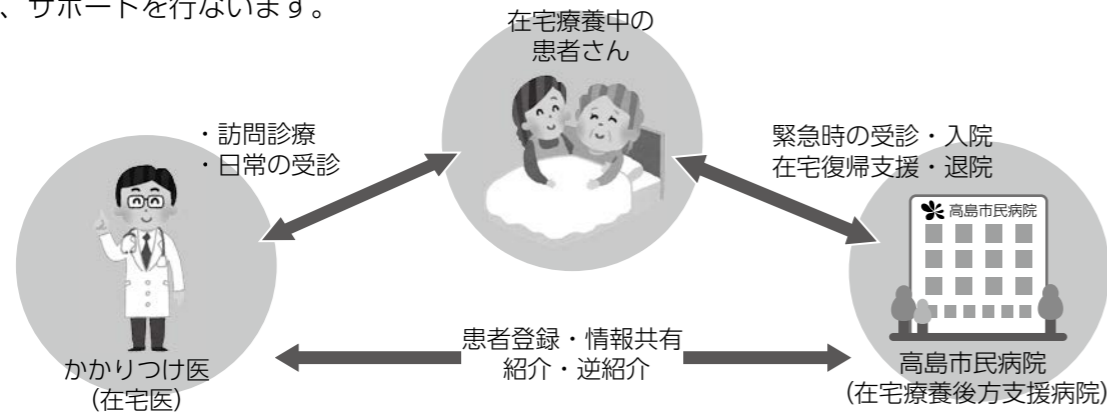 、サポートを行ないます。
在宅療養中の
患者さん
・訪問診療
・日常の受診
緊急時の受診・入院
在宅復帰支援・退院
高島市民病院
患者登録・情報共有
紹介・逆紹介
かかりつけ医
(在宅医)
高島市民病院
(在宅療養後方支援病院)